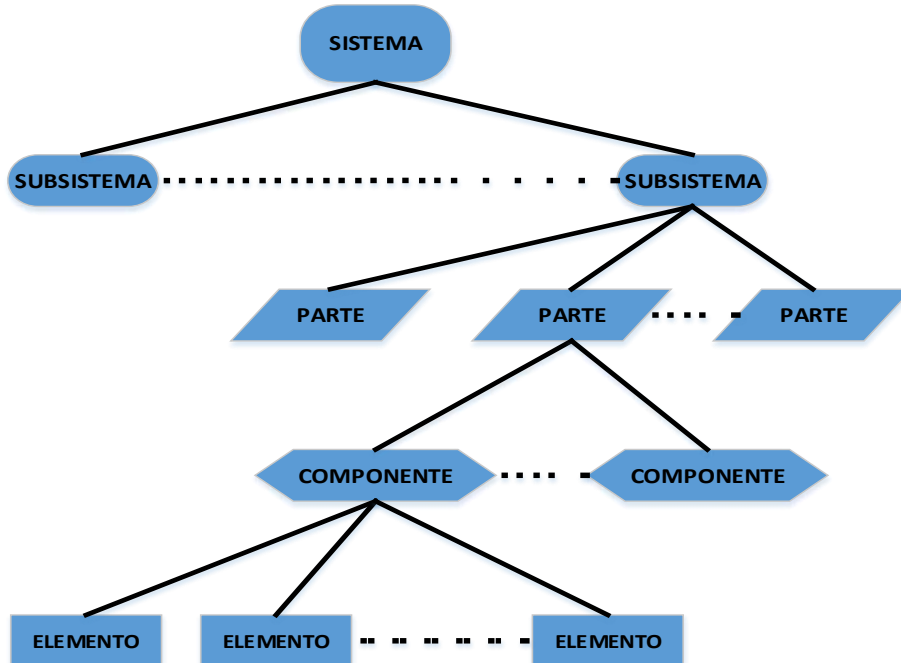 SISTEMA
SUBSISTEMA
SUBSISTEMA
PARTE
PARTE
PARTE
COMPONENTE
COMPONENTE
ELEMENTO
ELEMENTO
ELEMENTO